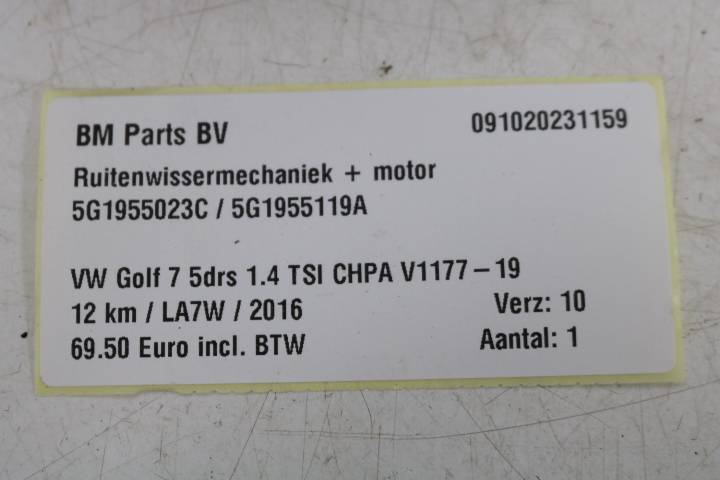 BM Parts BV 091020231159
Ruitenwissermechaniek + motor
5G1955023C / 5G1955119A
VW Golf 7 5drs 1.4 TSI CHPA V1177-19
12 km / LA7W / 2016 Verz: 10
69.50 Euro incl. BTW Aantal: 1